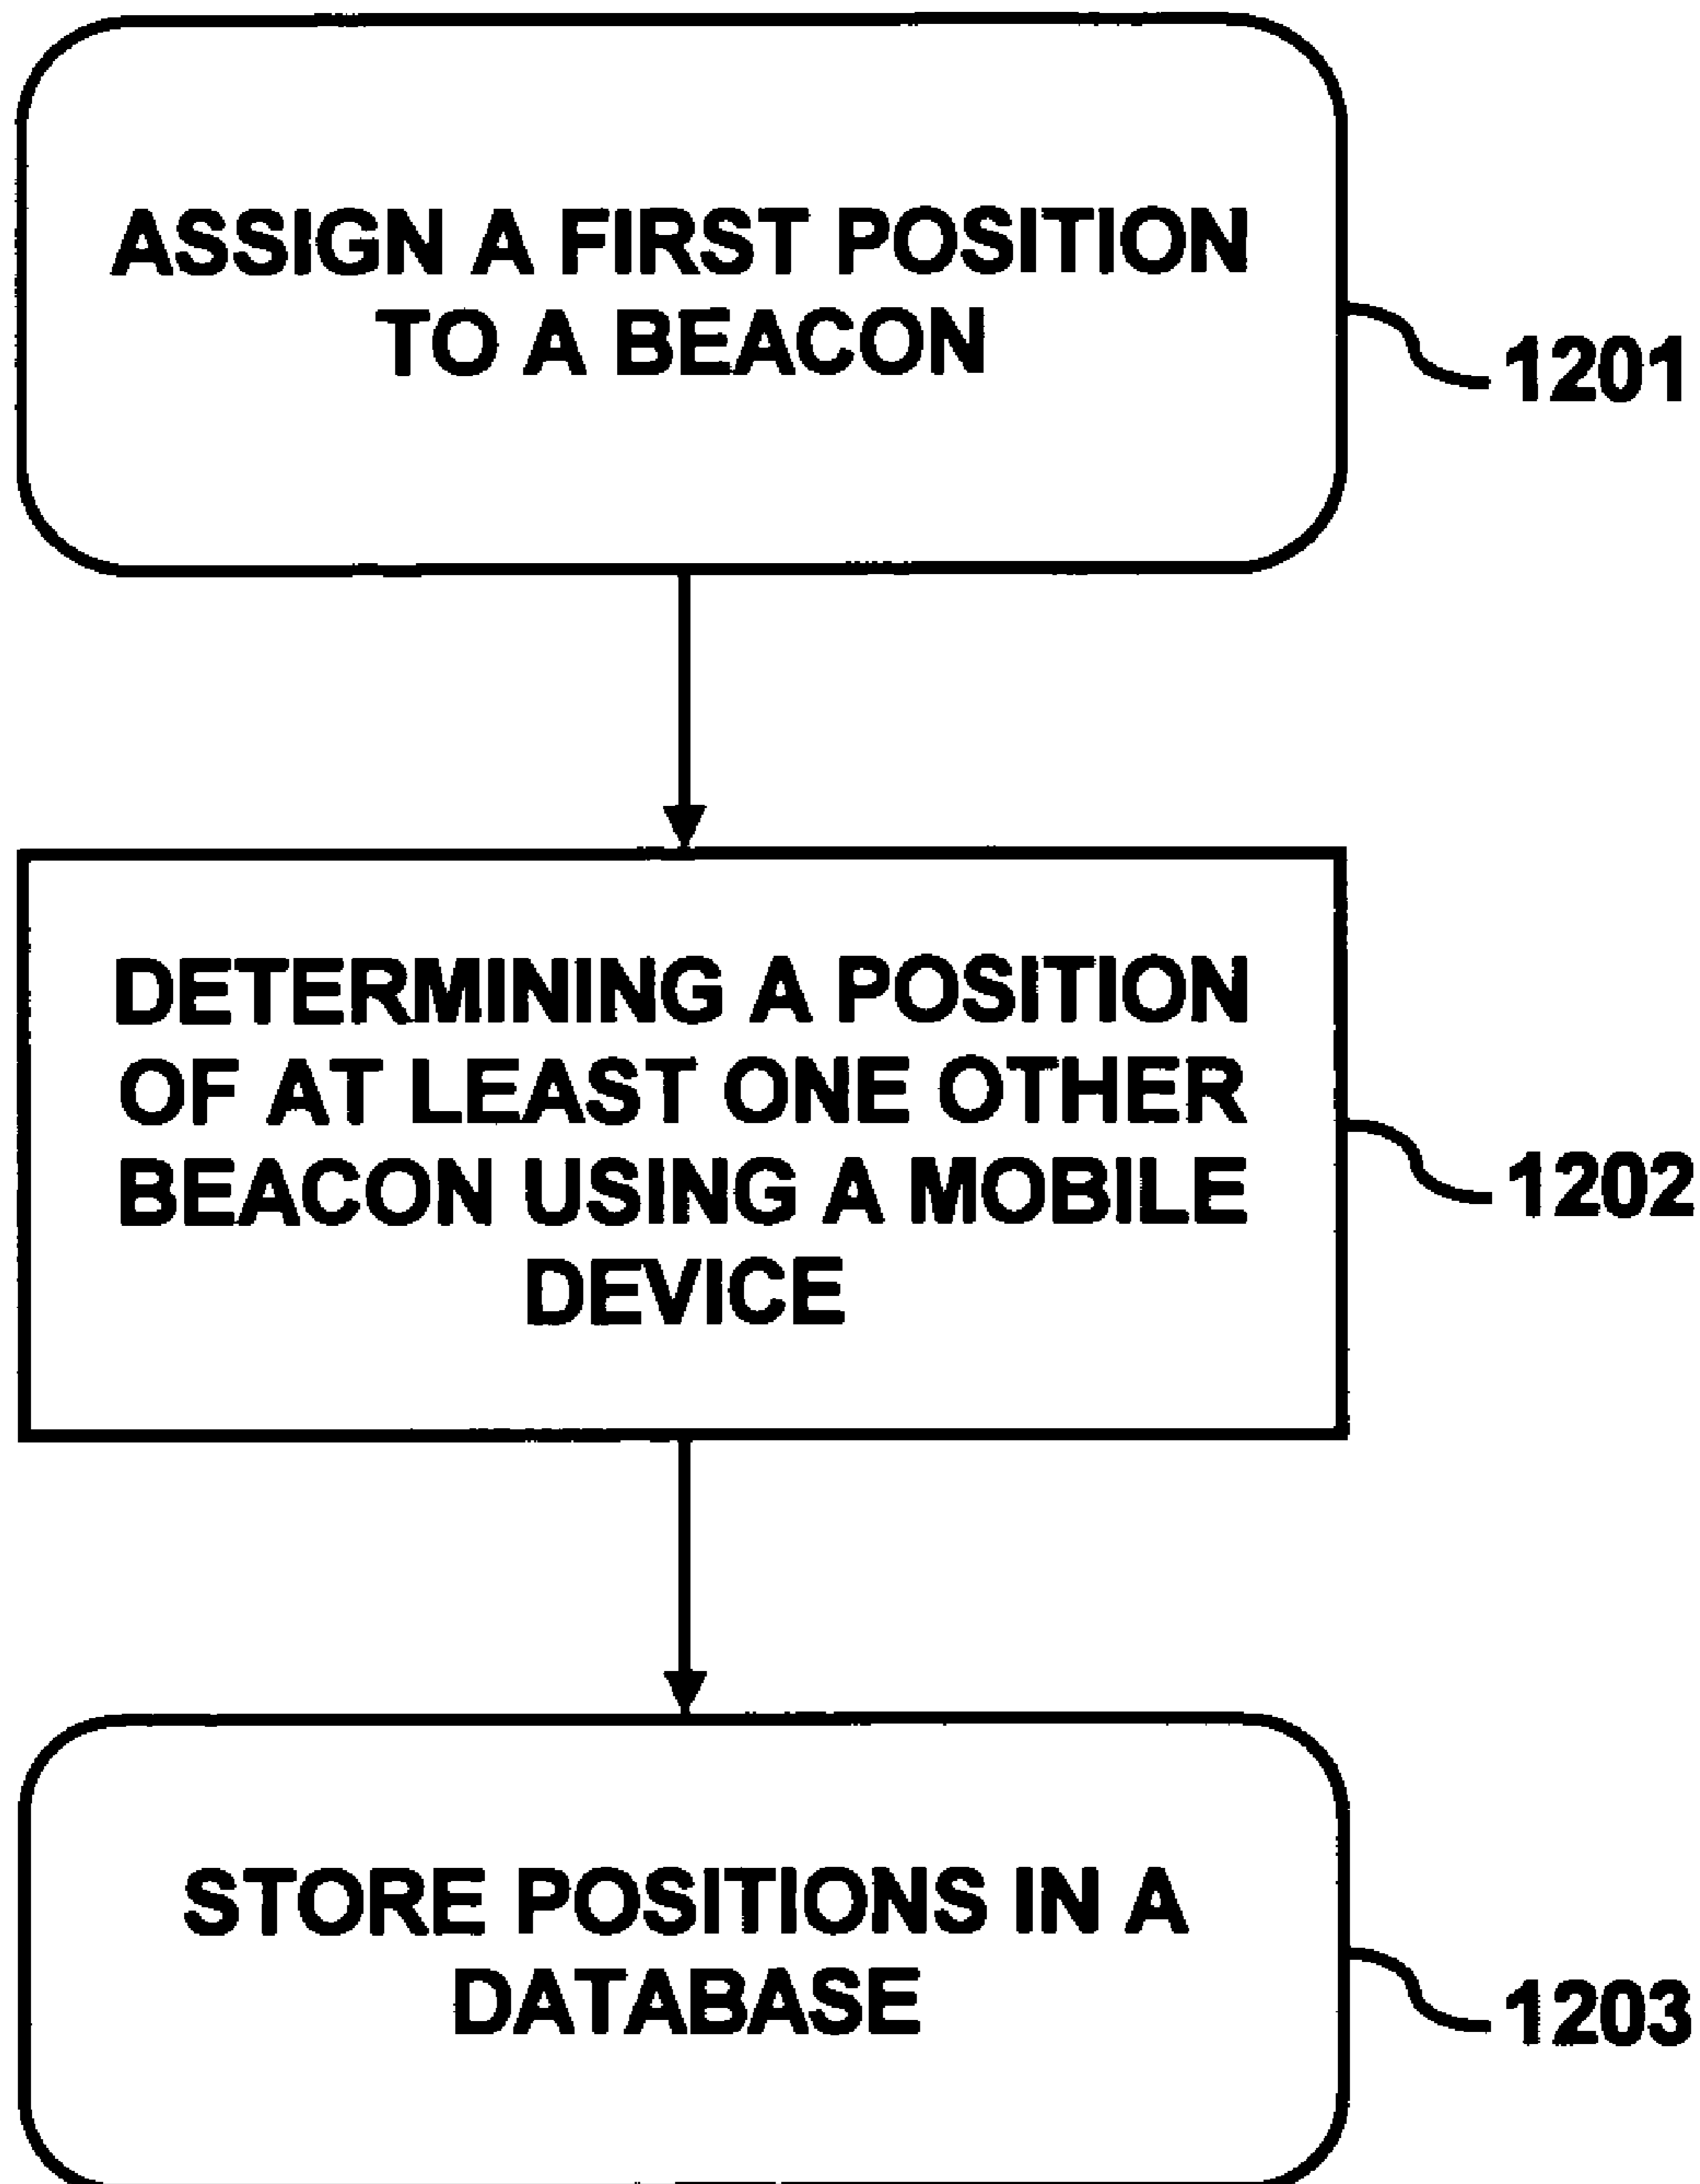 ASSIGN A FIRST POSITION
TO A BEACON
1201
DETERMINING A POSITION
OF AT LEAST ONE OTHER
BEACON USING A MOBILE
DEVICE
1202
STORE POSITIONS IN A
DATABASE
1203